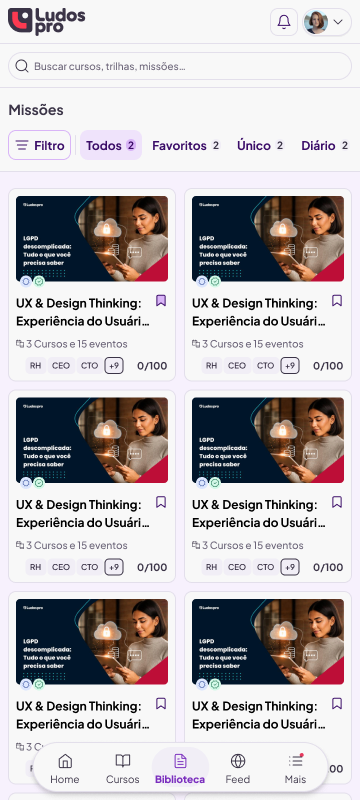 Ludos
pro
Buscar cursos, trilhas, missões...
Missões
Filtro
Todos 2
Favoritos 2
Único 2
Diário 2
Ludospro
LGPD
descomplicada:
Tudo o que você
precisa saber
UX & Design Thinking:
Experiência do Usuári...
3 Cursos e 15 eventos
RH CEO CTO +9 0/100
Ludospro
LGPD
descomplicada:
Tudo o que você
precisa saber
UX & Design Thinking:
Experiência do Usuári...
3 Cursos e 15 eventos
RH CEO CTO +9 0/100
Ludospro
LGPD
descomplicada:
Tudo o que você
precisa saber
UX & Design Thinking:
Experiência do Usuári...
3 Cursos e 15 eventos
RH CEO CTO +9 0/100
Ludospro
LGPD
descomplicada:
Tudo o que você
precisa saber
UX & Design Thinking:
Experiência do Usuári...
3 Cursos e 15 eventos
RH CEO CTO +9 0/100
Ludospro
LGPD
descomplicada:
Tudo o que você
precisa saber
UX & Design Thinking:
Experiência do Usuári...
Ludospro
LGPD
descomplicada:
Tudo o que você
precisa saber
UX & Design Thinking:
Experiência do Usuári...
Home
Cursos
Biblioteca
Feed
Mais